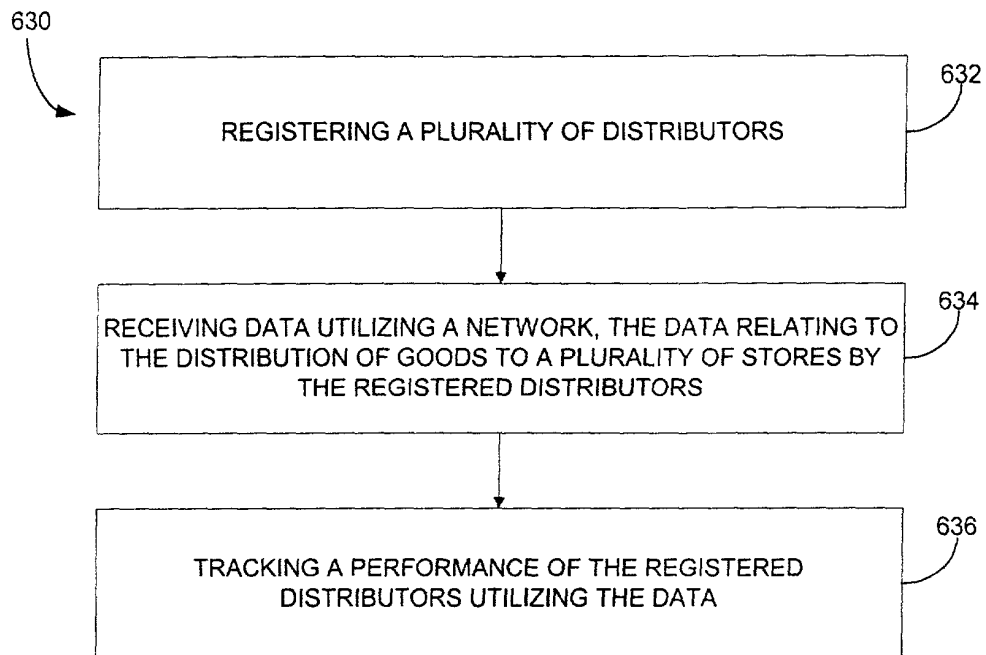 630
632
REGISTERING A PLURALITY OF DISTRIBUTORS
634
RECEIVING DATA UTILIZING A NETWORK, THE DATA RELATING TO
THE DISTRIBUTION OF GOODS TO A PLURALITY OF STORES BY
THE REGISTERED DISTRIBUTORS
636
TRACKING A PERFORMANCE OF THE REGISTERED
DISTRIBUTORS UTILIZING THE DATA